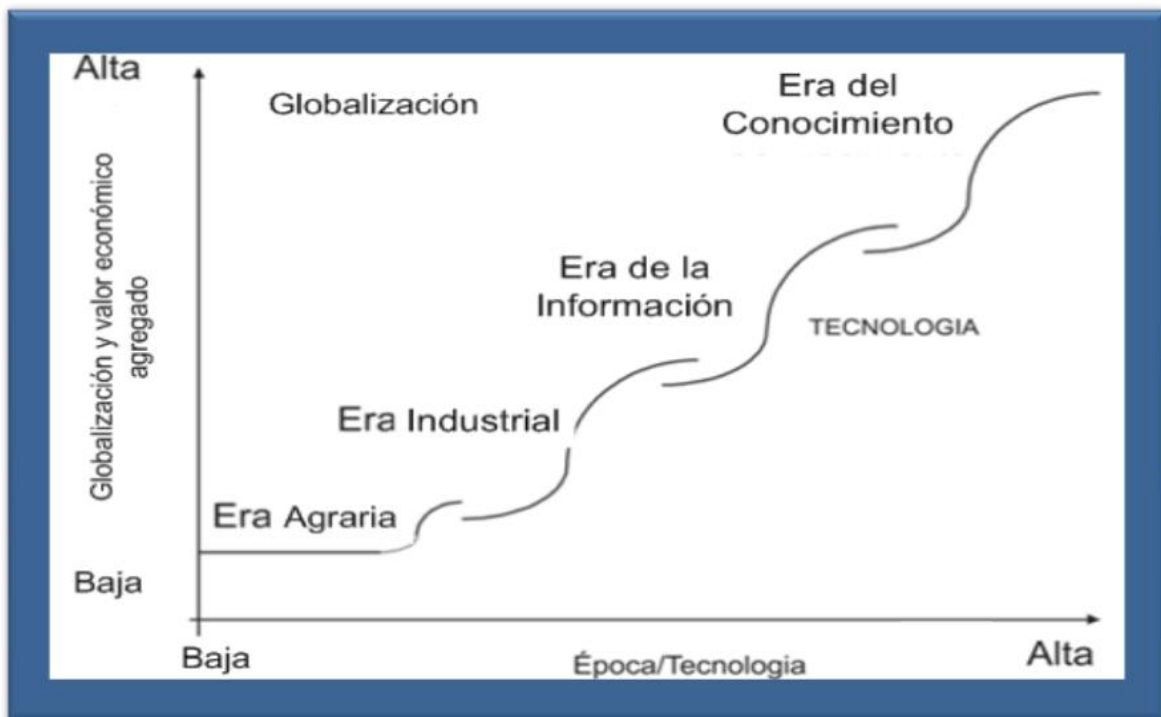 Alta
Globalización
Era del
Conocimiento
Globalización y valor económico
agregado
Era de la
Información
TECNOLOGIA
Era Industrial
Era Agraria
Baja
Baja
Época/Tecnologia
Alta